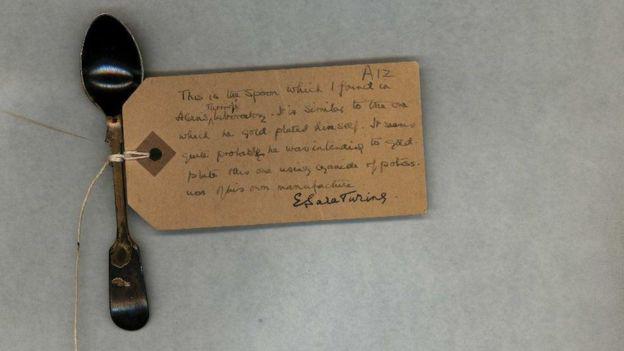 A12
This is the spoon which I found in
Alan Turing's laboratory. It is similar to the one
which he gold plated himself. It seems
quite probable he was intending to gold-
plate this one using cyanide of potas-
of his own manufacture.
E. Sara Turing.